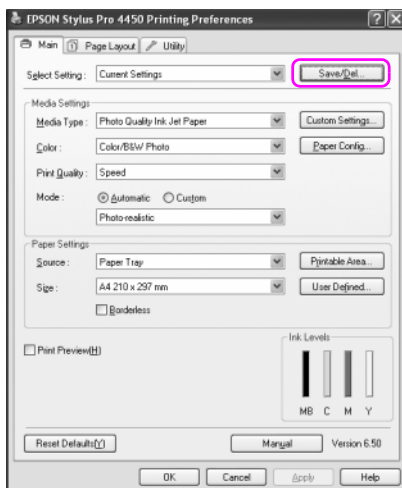 EPSON Stylus Pro 4450 Printing Preferences
Main Page Layout Utility
Select Setting : Current Settings Save/Del...
Media Settings
Media Type : Photo Quality Ink Jet Paper Custom Settings...
Color : Color/B&W Photo Paper Config...
Print Quality : Speed
Mode : Automatic Custom
Photo-realistic
Paper Settings
Source : Paper Tray Printable Area...
Size : A4 210 x 297 mm User Defined...
Borderless
Print Preview(H)
Ink Levels
MB C M Y
Reset Defaults(Y) Manual Version 6.50
OK Cancel Apply Help